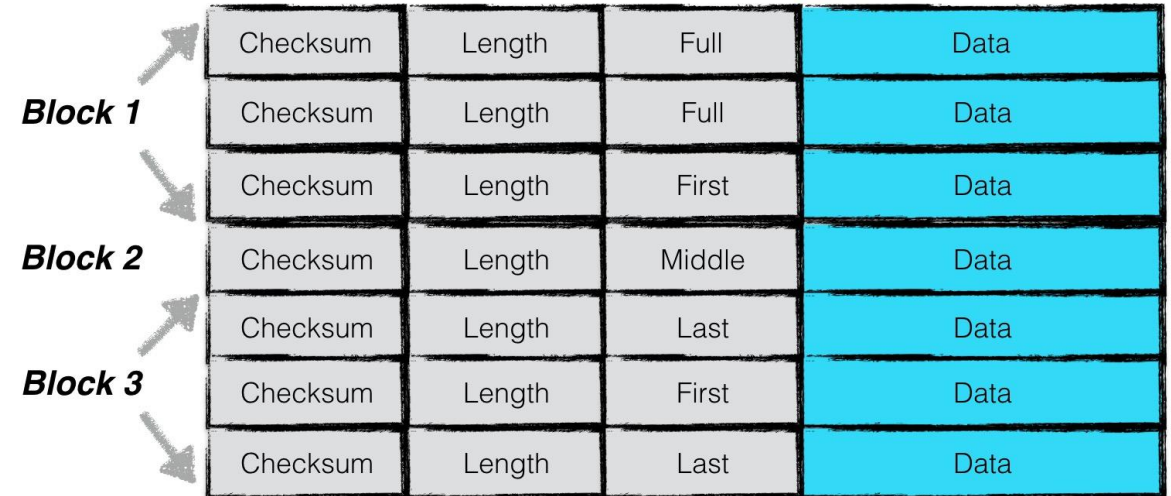 Checksum Length Full Data
Block 1
Checksum Length Full Data
Checksum Length First Data
Block 2
Checksum Length Middle Data
Checksum Length Last Data
Block 3
Checksum Length First Data
Checksum Length Last Data